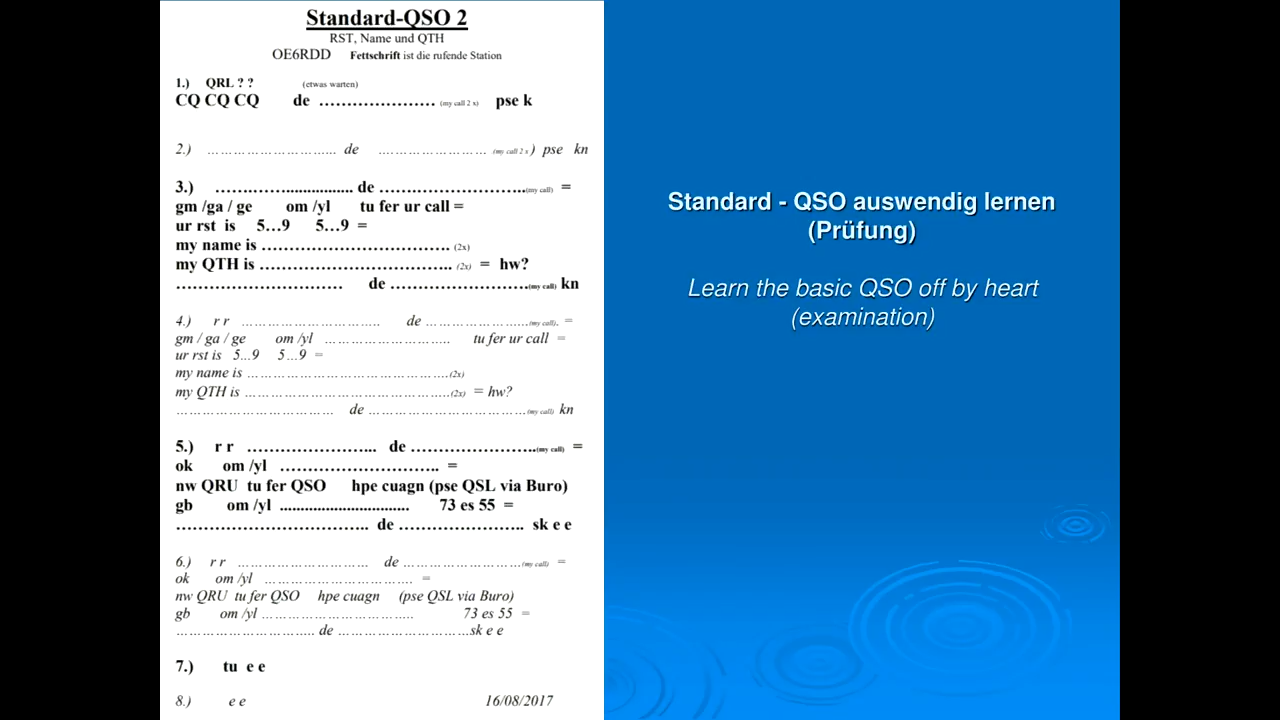 Standard-QSO 2
RST, Name und QTH
OE6RDD Fettschrift ist die rufende Station
1.) QRL ? ? (etwas warten)
CQ CQ CQ de ………………… (my call 2 x) pse k
2.) ……………………….. de …………………… (my call 2 x ) pse kn
3.) ………….............. de ……………………..(my call) =
gm /ga / ge om /yl tu fer ur call =
ur rst is 5…9 5…9 =
my name is ……………………………. (2x)
my QTH is …………………………….. (2x) = hw?
………………………… de …………………….(my call) kn
4.) r r ………………………….. de …………………..(my call). =
gm / ga / ge om /yl ……………………….. tu fer ur call =
ur rst is 5…9 5…9 =
my name is ………………………………….(2x)
my QTH is …………………………………..(2x) = hw?
……………………………… de ………………………………(my call) kn
5.) r r ………………….. de …………………..(my call) =
ok om /yl ……………………….. =
nw QRU tu fer QSO hpe cuagn (pse QSL via Buro)
gb om /yl ................................ 73 es 55 =
…………………………….. de ………………….. sk e e
6.) r r ………………………… de ………………………(my call) =
ok om /yl ……………………………. =
nw QRU tu fer QSO hpe cuagn (pse QSL via Buro)
gb om /yl …………………………….. 73 es 55 =
………………………….. de …………………………sk e e
7.) tu e e
8.) e e 16/08/2017
Standard - QSO auswendig lernen
(Prüfung)
Learn the basic QSO off by heart
(examination)